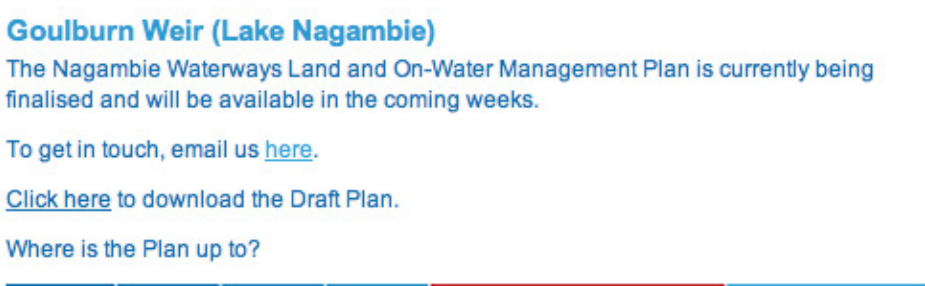 Goulburn Weir (Lake Nagambie)
The Nagambie Waterways Land and On-Water Management Plan is currently being
finalised and will be available in the coming weeks.
To get in touch, email us here.
Click here to download the Draft Plan.
Where is the Plan up to?